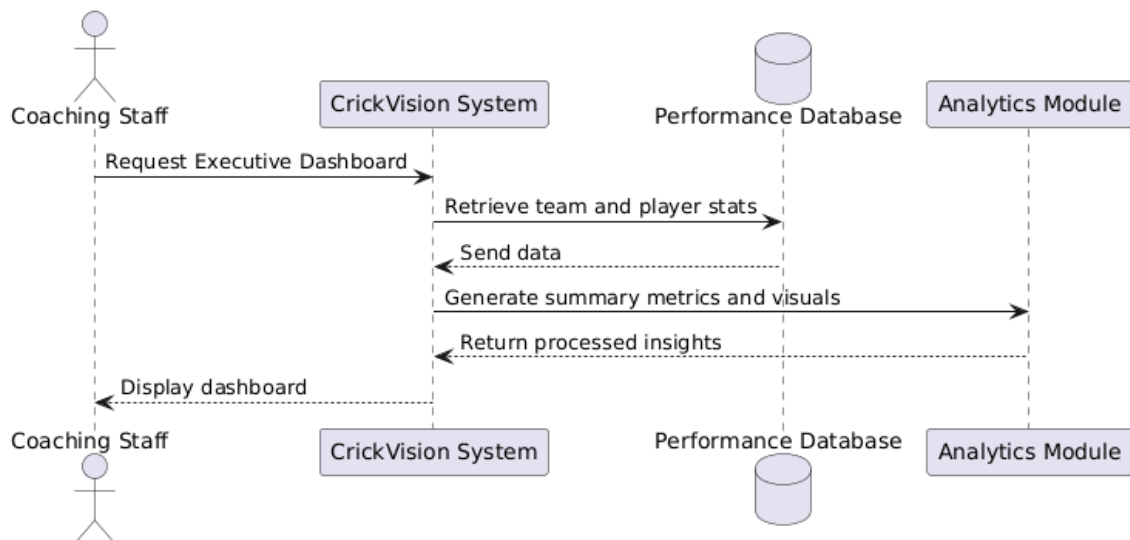 Coaching Staff
CrickVision System
Performance Database
Analytics Module
Request Executive Dashboard
Retrieve team and player stats
Send data
Generate summary metrics and visuals
Return processed insights
Display dashboard
Coaching Staff
CrickVision System
Performance Database
Analytics Module